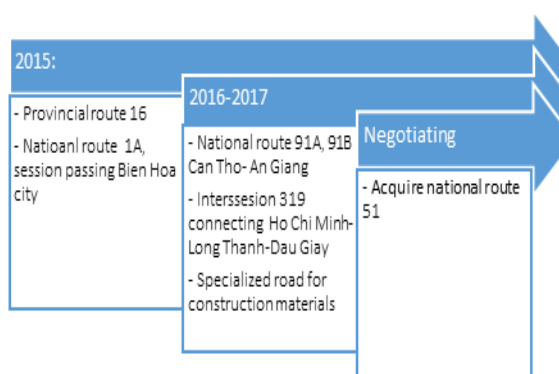 2015:
- Provincial route 16
- Natioanl route 1A,
session passing Bien Hoa
city
2016-2017
- National route 91A, 91B
Can Tho- An Giang
- Interssesion 319
connecting Ho Chi Minh-
Long Thanh-Dau Giay
- Specialized road for
construction materials
Negotiating
- Acquire national route
51